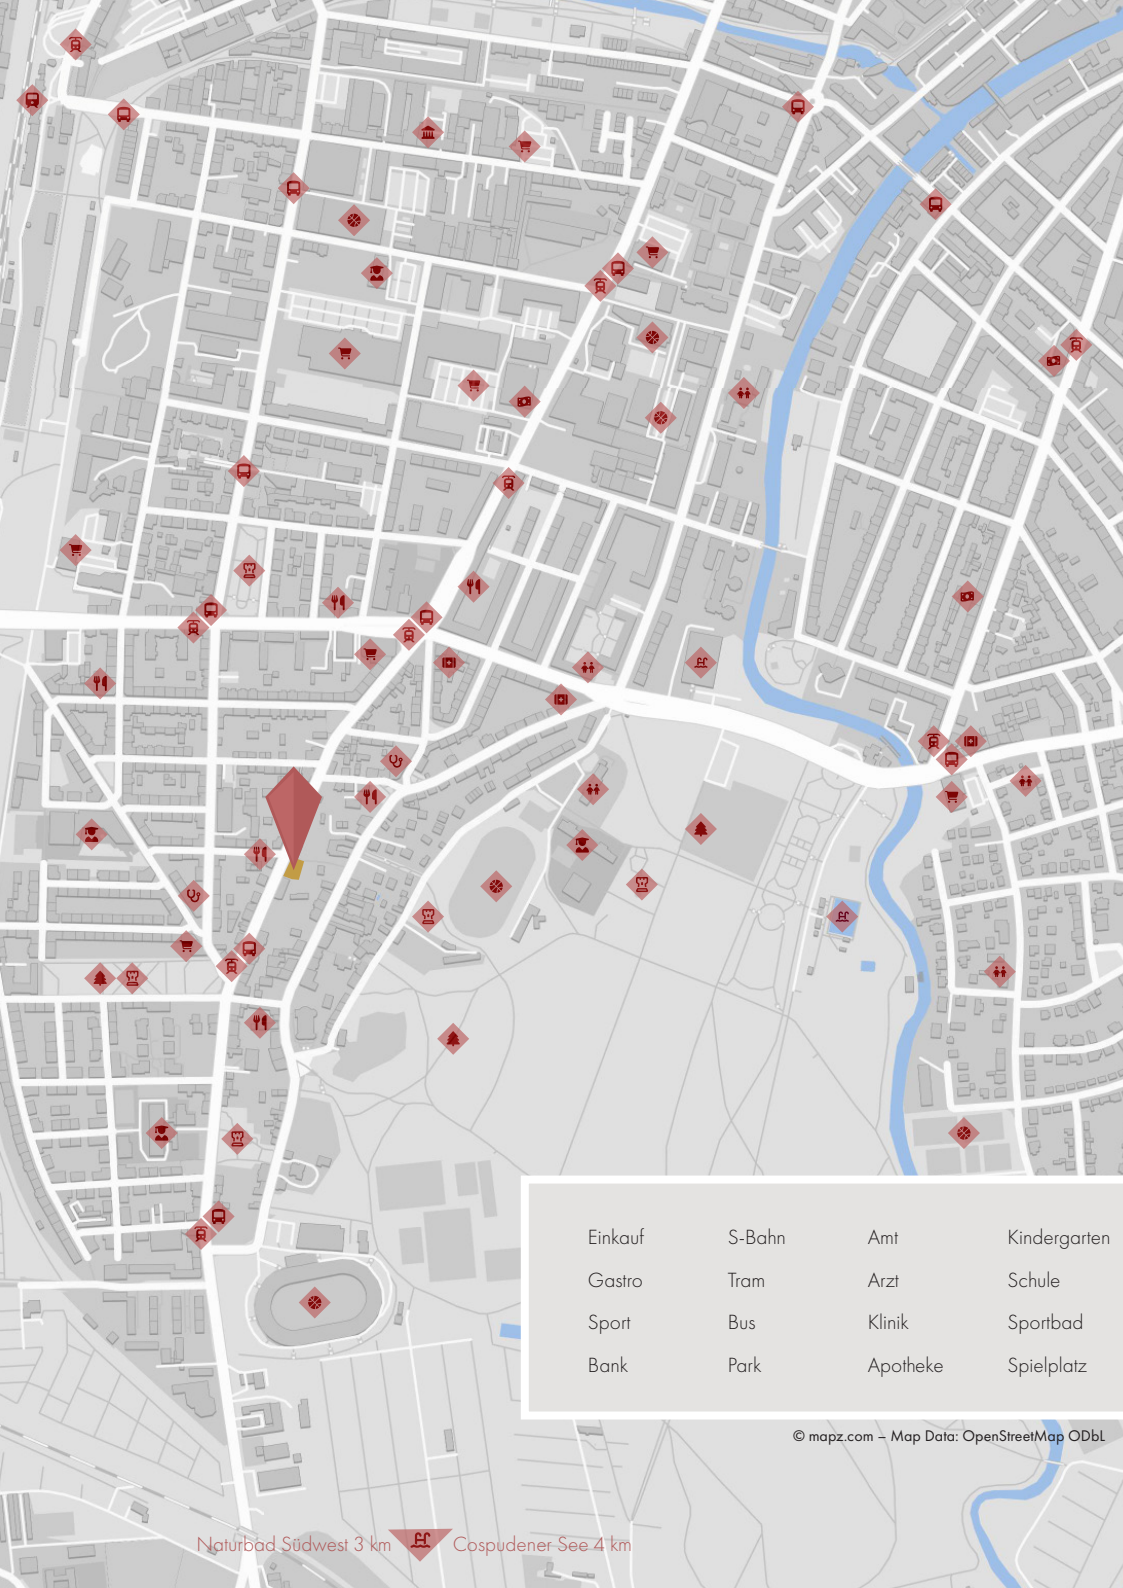 Einkauf S-Bahn Amt Kindergarten
Gastro Tram Arzt Schule
Sport Bus Klinik Sportbad
Bank Park Apotheke Spielplatz
© mapz.com – Map Data: OpenStreetMap ODbL
Naturbad Südwest 3 km Cospudener See 4 km